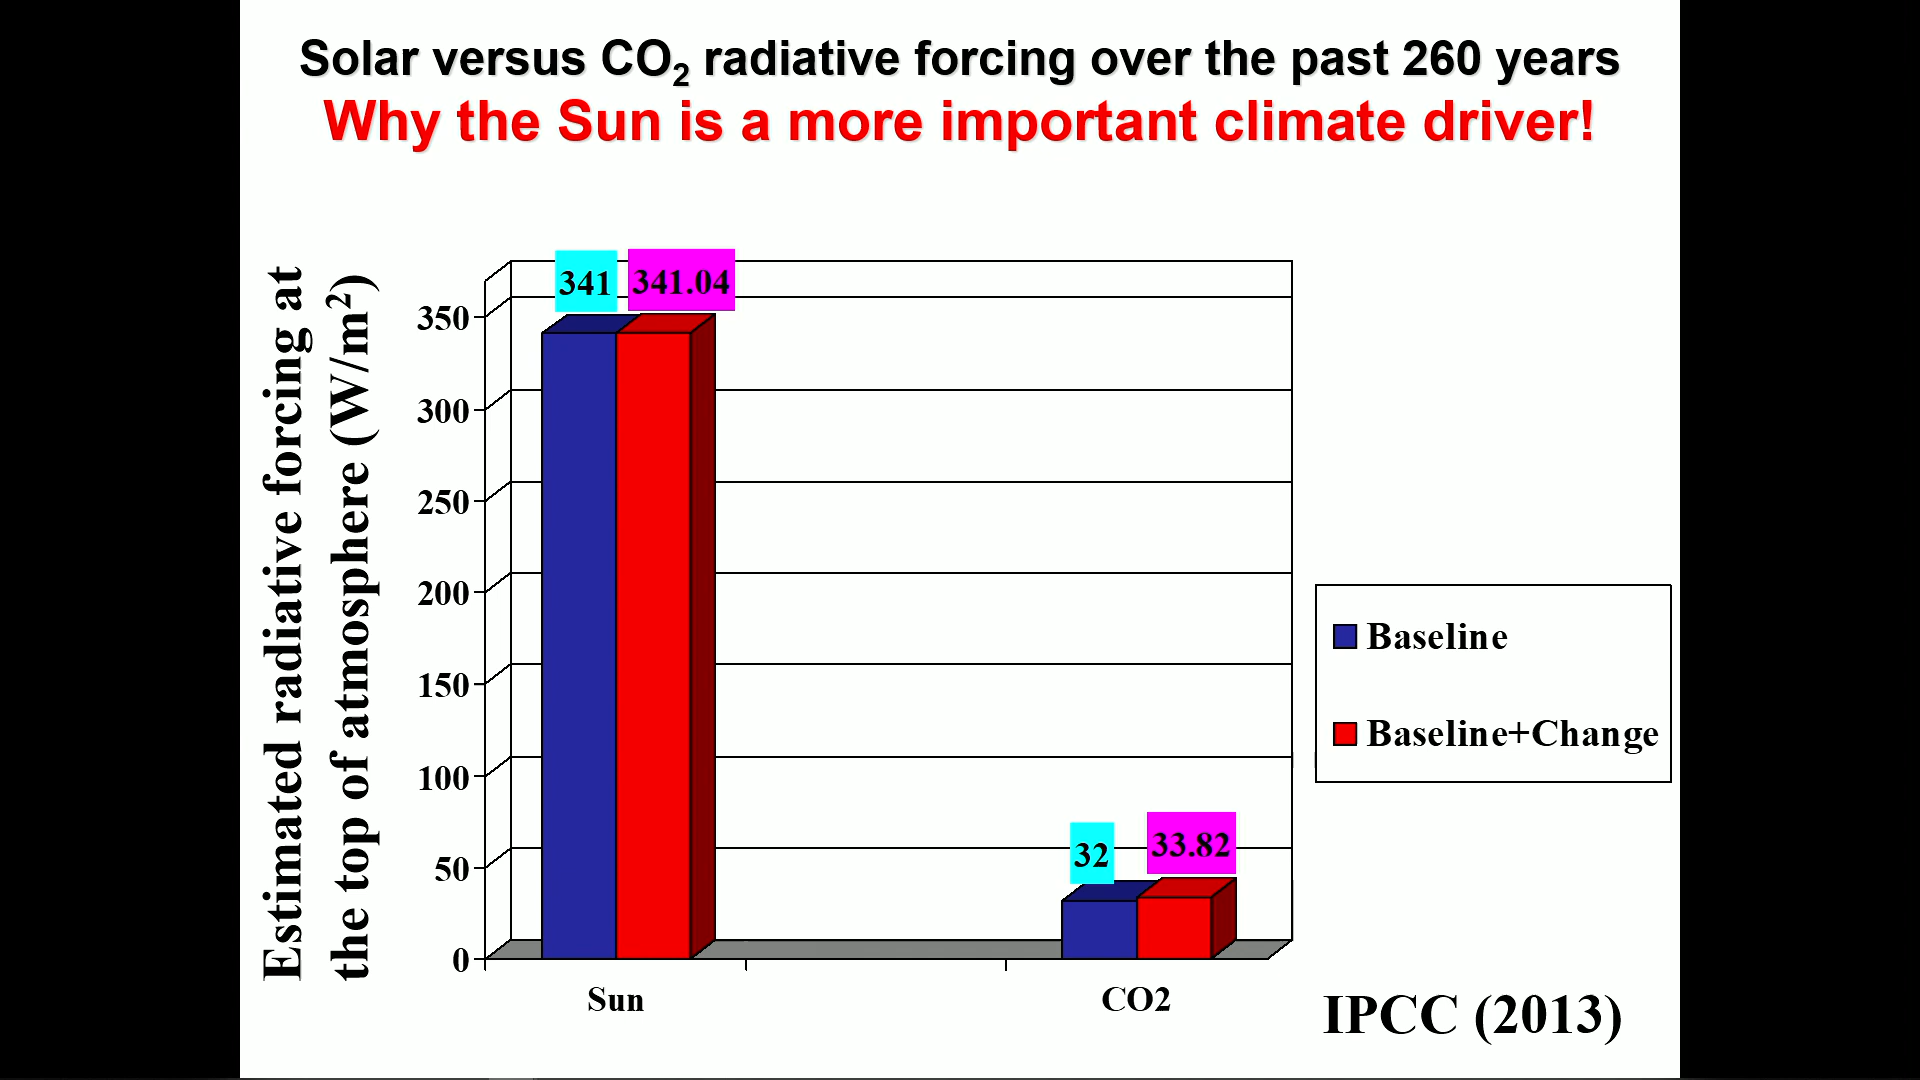 Solar versus CO₂ radiative forcing over the past 260 years
Why the Sun is a more important climate driver!
Estimated radiative forcing at
the top of atmosphere (W/m²)
350
300
250
200
150
100
50
0
341
341.04
32
33.82
Sun
CO2
Baseline
Baseline+Change
IPCC (2013)